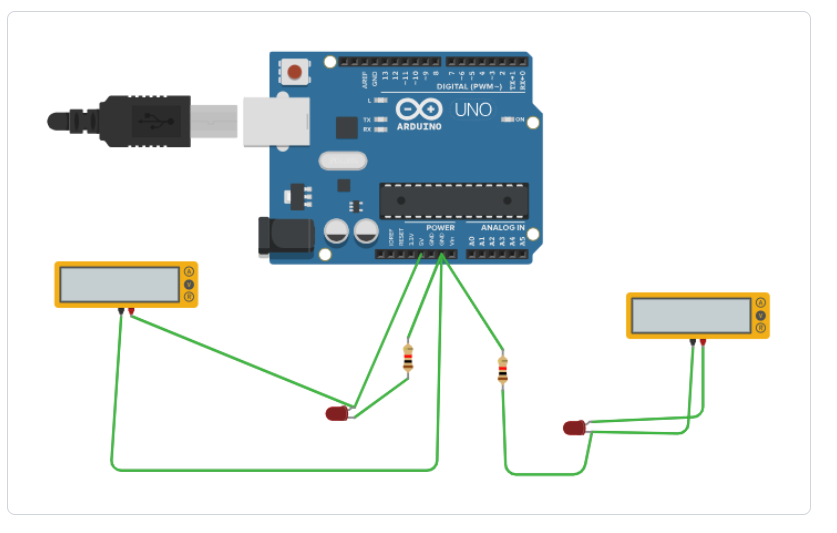 AREF
GND
13
12
~11
~10
~9
8
7
~6
~5
4
~3
2
TX→1
RX←0
DIGITAL (PWM~)
L
TX
RX
ARDUINO
UNO
ON
POWER
ANALOG IN
IOREF
RESET
3.3V
5V
GND
GND
Vin
A0
A1
A2
A3
A4
A5
A
V
R
A
V
R